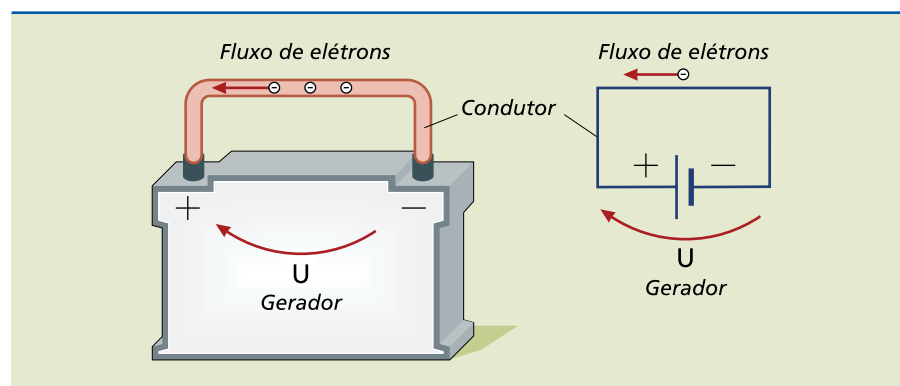 Fluxo de elétrons
Fluxo de elétrons
Condutor
+ −
+ −
U
Gerador
U
Gerador